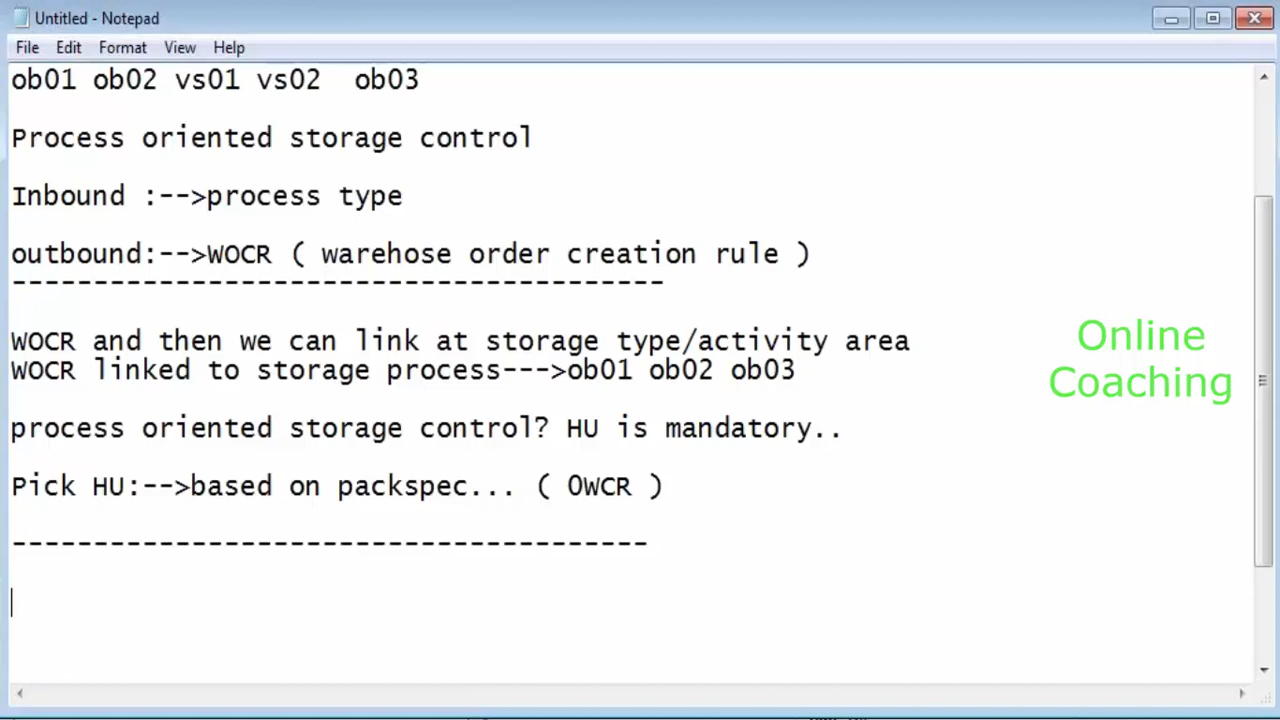 Untitled - Notepad
File Edit Format View Help
ob01 ob02 vs01 vs02 ob03
Process oriented storage control
Inbound :-->process type
outbound:-->WOCR ( warehose order creation rule )
----------------------------------------
WOCR and then we can link at storage type/activity area
WOCR linked to storage process--->ob01 ob02 ob03
process oriented storage control? HU is mandatory..
Pick HU:-->based on packspec... ( 0WCR )
---------------------------------------
Online
Coaching